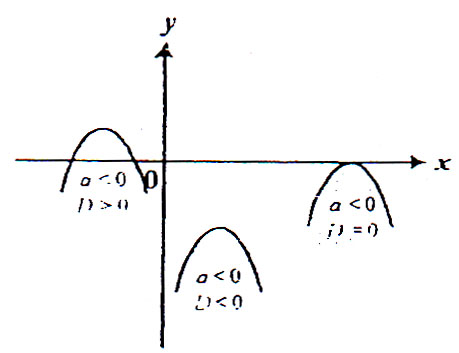 y
x
0
a < 0
D > 0
a < 0
D < 0
a < 0
D = 0